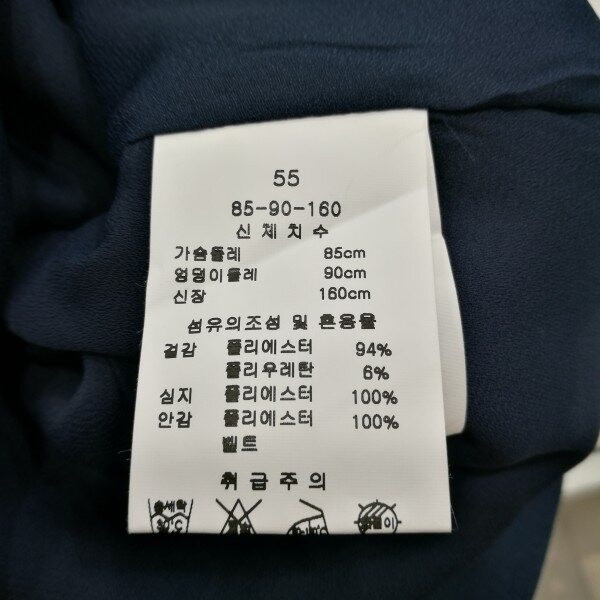 55
85-90-160
신체치수
가슴둘레 85cm
엉덩이둘레 90cm
신장 160cm
섬유의조성 및 혼용율
겉감 폴리에스터 94%
폴리우레탄 6%
심지 폴리에스터 100%
안감 폴리에스터 100%
벨트
취급주의